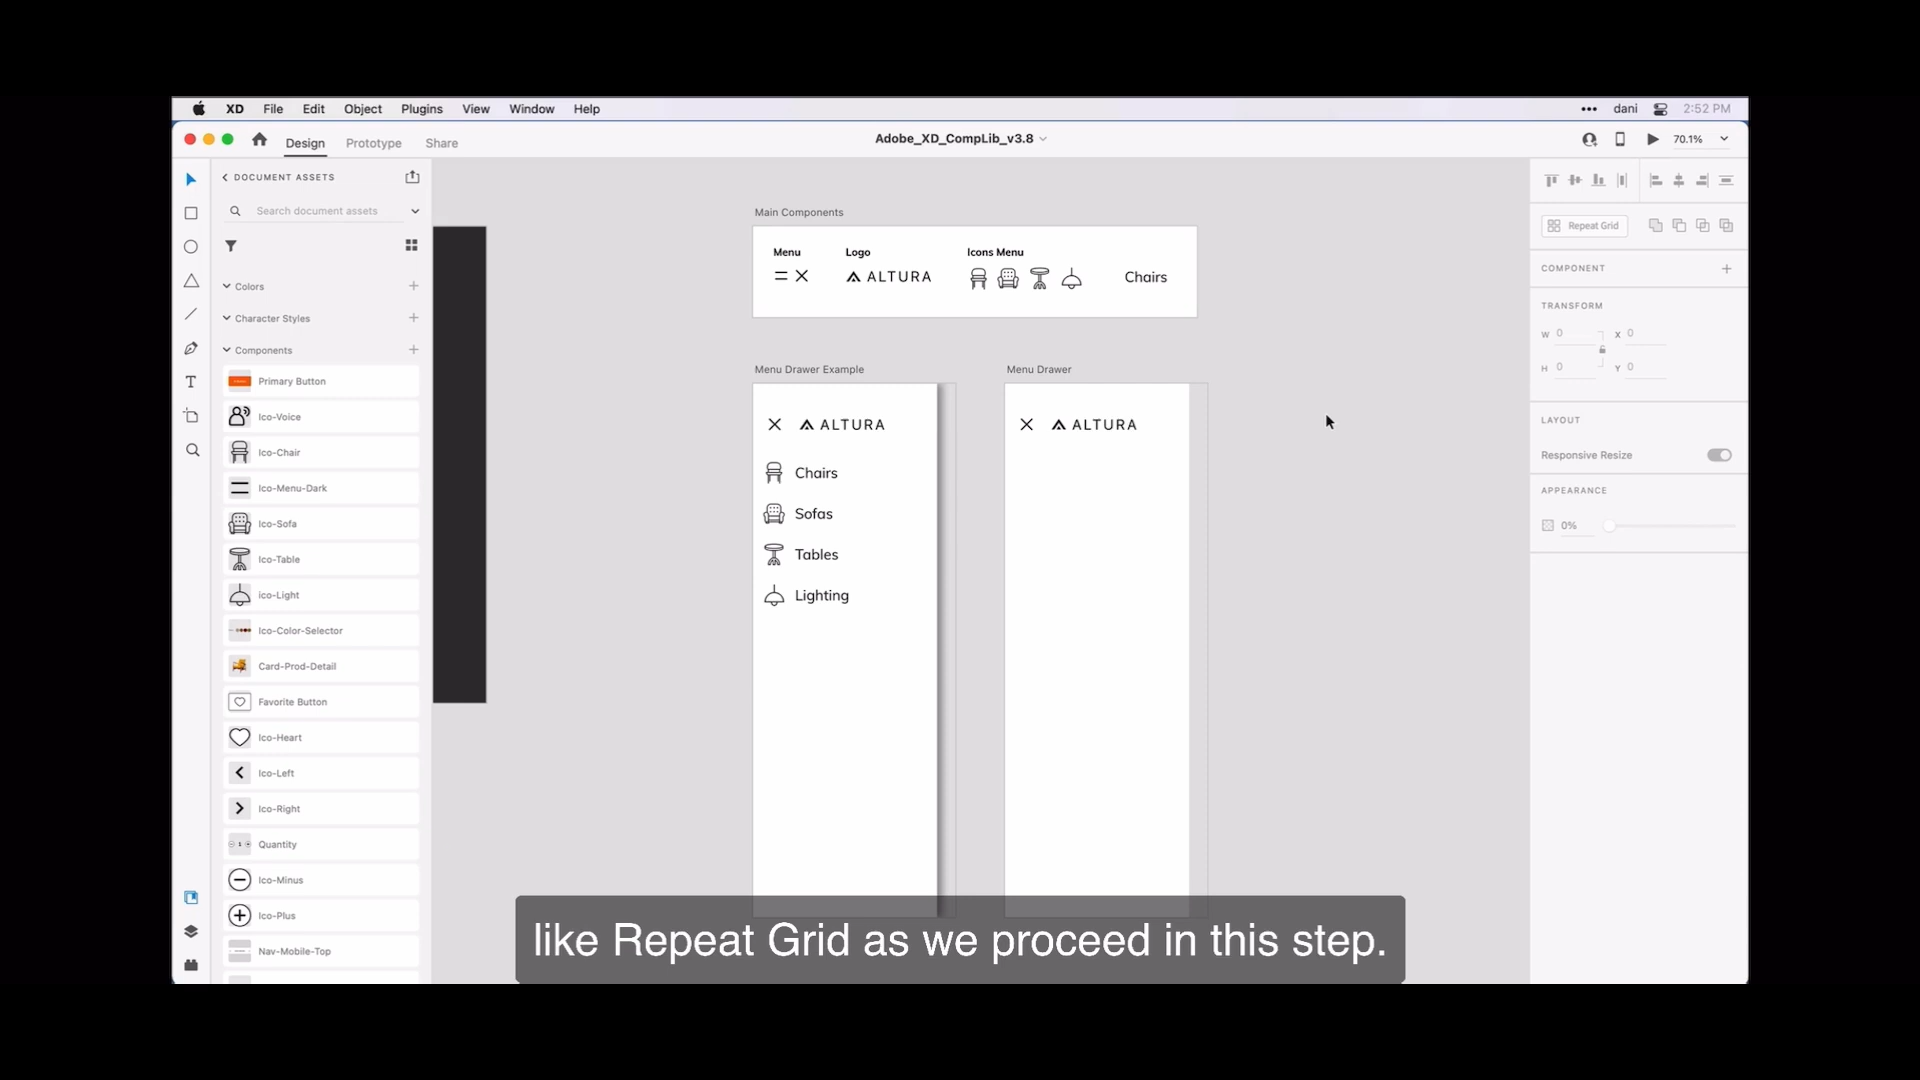 XD File Edit Object Plugins View Window Help
••• dani 2:52 PM
Design Prototype Share
Adobe_XD_CompLib_v3.8
70.1%
DOCUMENT ASSETS
Search document assets
Colors
Character Styles
Components
Primary Button
Ico-Voice
Ico-Chair
Ico-Menu-Dark
Ico-Sofa
Ico-Table
ico-Light
Ico-Color-Selector
Card-Prod-Detail
Favorite Button
Ico-Heart
Ico-Left
Ico-Right
Quantity
Ico-Minus
Ico-Plus
Nav-Mobile-Top
Main Components
Menu Logo Icons Menu
ALTURA Chairs
Menu Drawer Example
ALTURA
Chairs
Sofas
Tables
Lighting
Menu Drawer
ALTURA
Repeat Grid
COMPONENT
TRANSFORM
W 0 X 0
H 0 Y 0
LAYOUT
Responsive Resize
APPEARANCE
0%
like Repeat Grid as we proceed in this step.